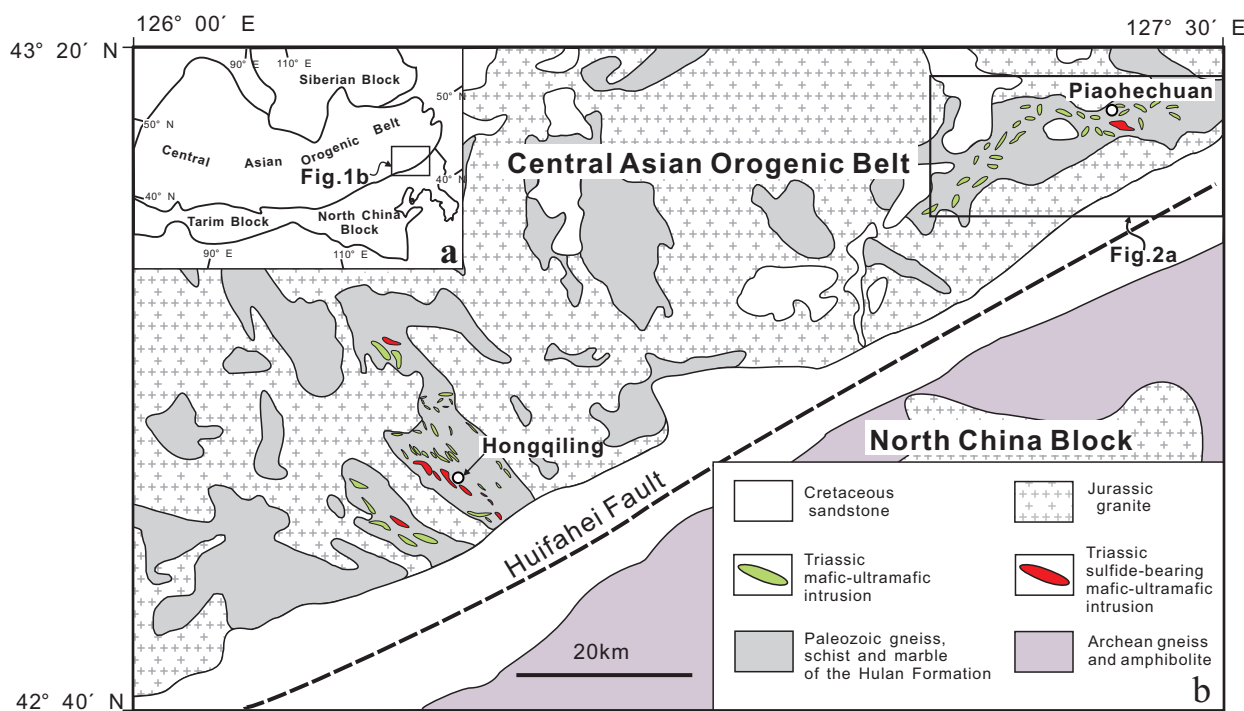 126° 00′ E
127° 30′ E
43° 20′ N
90° E
110° E
Siberian Block
50° N
50° N
Central Asian Orogenic Belt
Fig.1b
40° N
40° N
Tarim Block
North China
Block
90° E
110° E
a
Piaohechuan
Central Asian Orogenic Belt
Fig.2a
Hongqiling
North China Block
Huifahei Fault
Cretaceous
sandstone
Jurassic
granite
Triassic
mafic-ultramafic
intrusion
Triassic
sulfide-bearing
mafic-ultramafic
intrusion
Paleozoic gneiss,
schist and marble
of the Hulan Formation
Archean gneiss
and amphibolite
20km
b
42° 40′ N